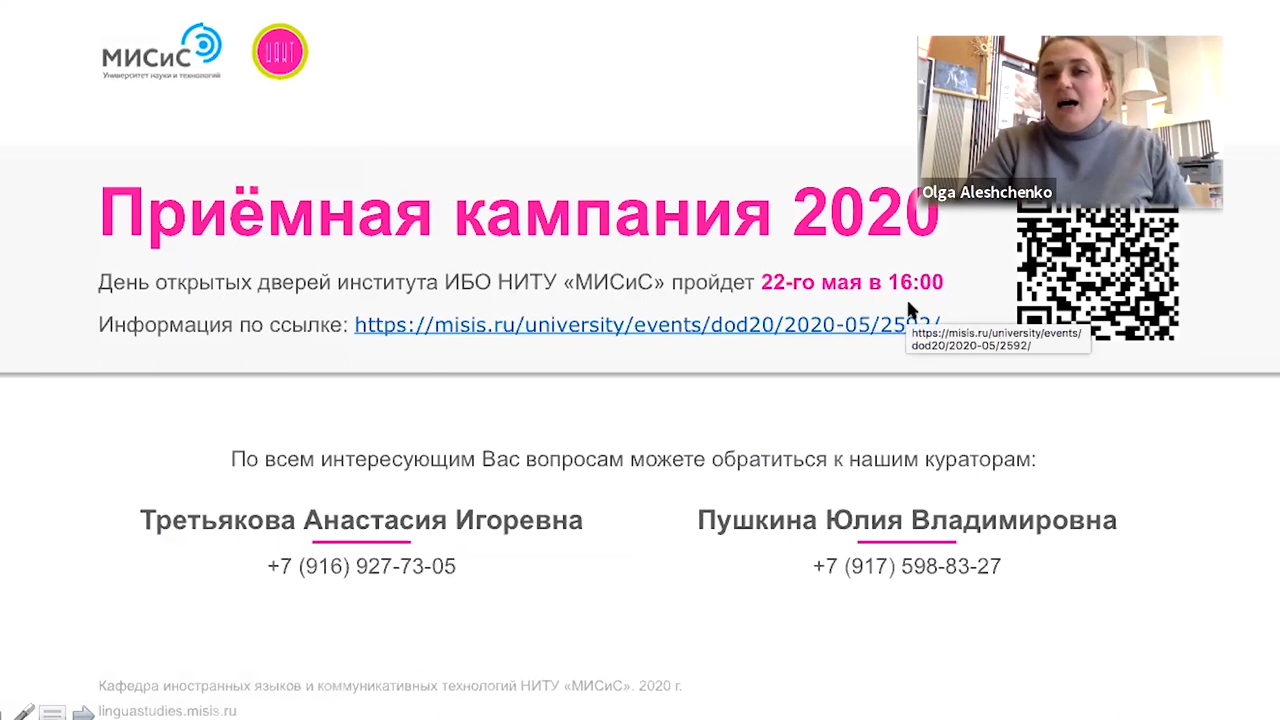 МИСиС
Университет науки и технологий
Olga Aleshchenko
Приёмная кампания 2020
День открытых дверей института ИБО НИТУ «МИСиС» пройдет 22-го мая в 16:00
Информация по ссылке: https://misis.ru/university/events/dod20/2020-05/2592/
https://misis.ru/university/events/
dod20/2020-05/2592/
По всем интересующим Вас вопросам можете обратиться к нашим кураторам:
Третьякова Анастасия Игоревна
+7 (916) 927-73-05
Пушкина Юлия Владимировна
+7 (917) 598-83-27
Кафедра иностранных языков и коммуникативных технологий НИТУ «МИСиС». 2020 г.
linguastudies.misis.ru